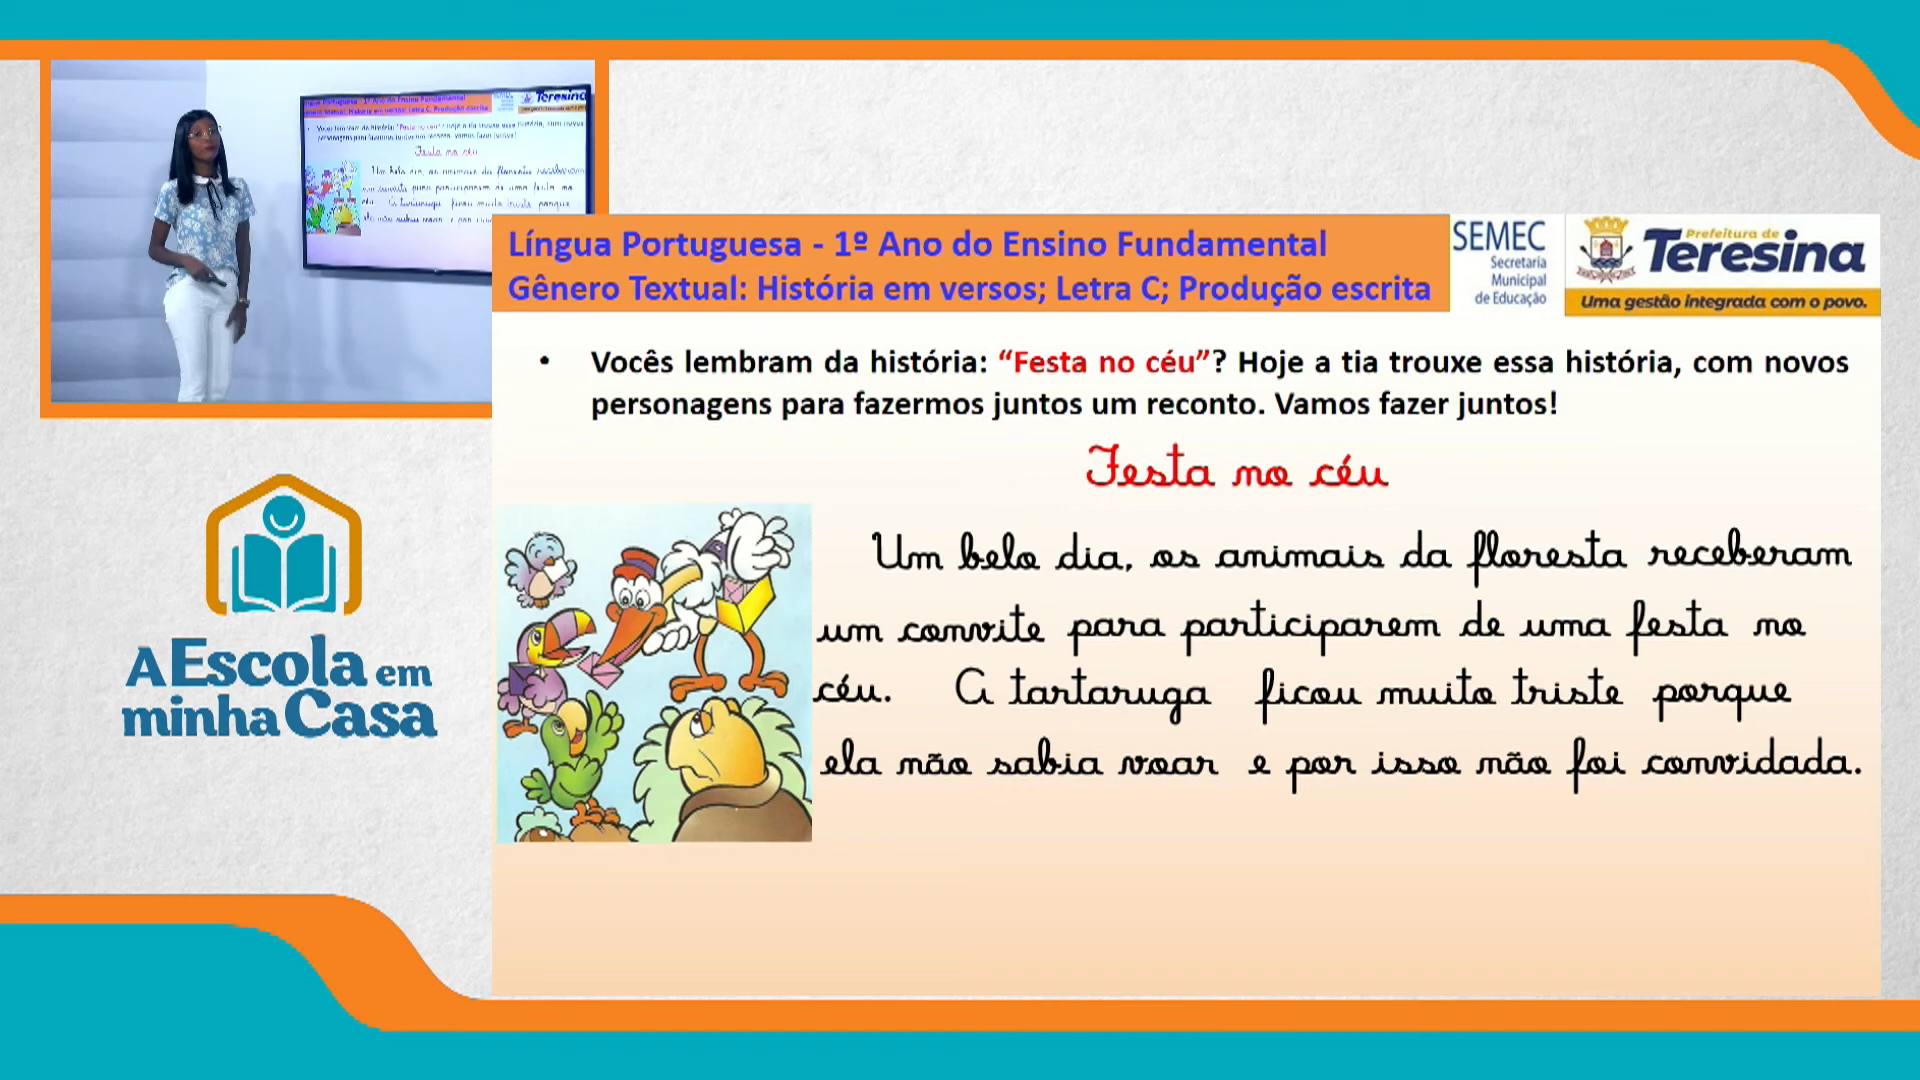 Língua Portuguesa - 1º Ano do Ensino Fundamental
Gênero Textual: História em versos; Letra C; Produção escrita
SEMEC
Secretaria
Municipal
de Educação
Prefeitura de
Teresina
Uma gestão integrada com o povo.
• Vocês lembram da história: “Festa no céu”? Hoje a tia trouxe essa história, com novos
personagens para fazermos juntos um reconto. Vamos fazer juntos!
Festa no céu
Um belo dia, os animais da floresta receberam
um convite para participarem de uma festa no
céu. A tartaruga ficou muito triste porque
ela não sabia voar e por isso não foi convidada.
A Escola em
minha Casa